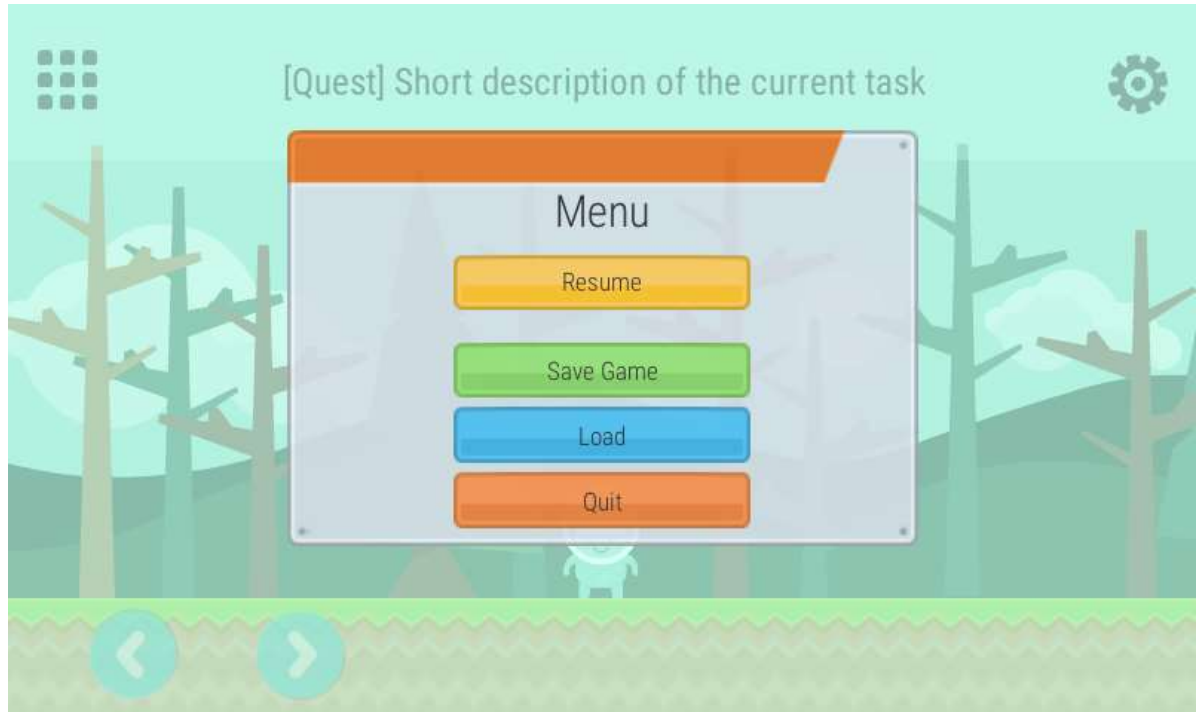 [Quest] Short description of the current task
Menu
Resume
Save Game
Load
Quit